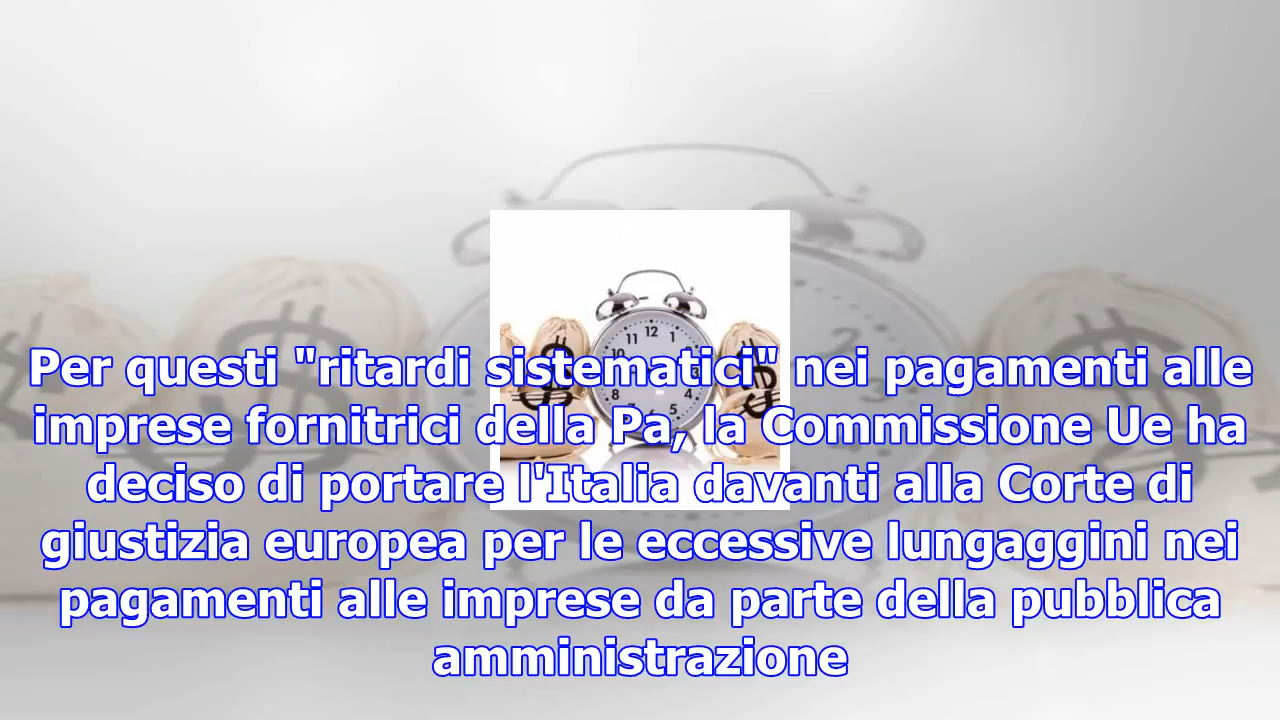 Per questi "ritardi sistematici" nei pagamenti alle
imprese fornitrici della Pa, la Commissione Ue ha
deciso di portare l'Italia davanti alla Corte di
giustizia europea per le eccessive lungaggini nei
pagamenti alle imprese da parte della pubblica
amministrazione